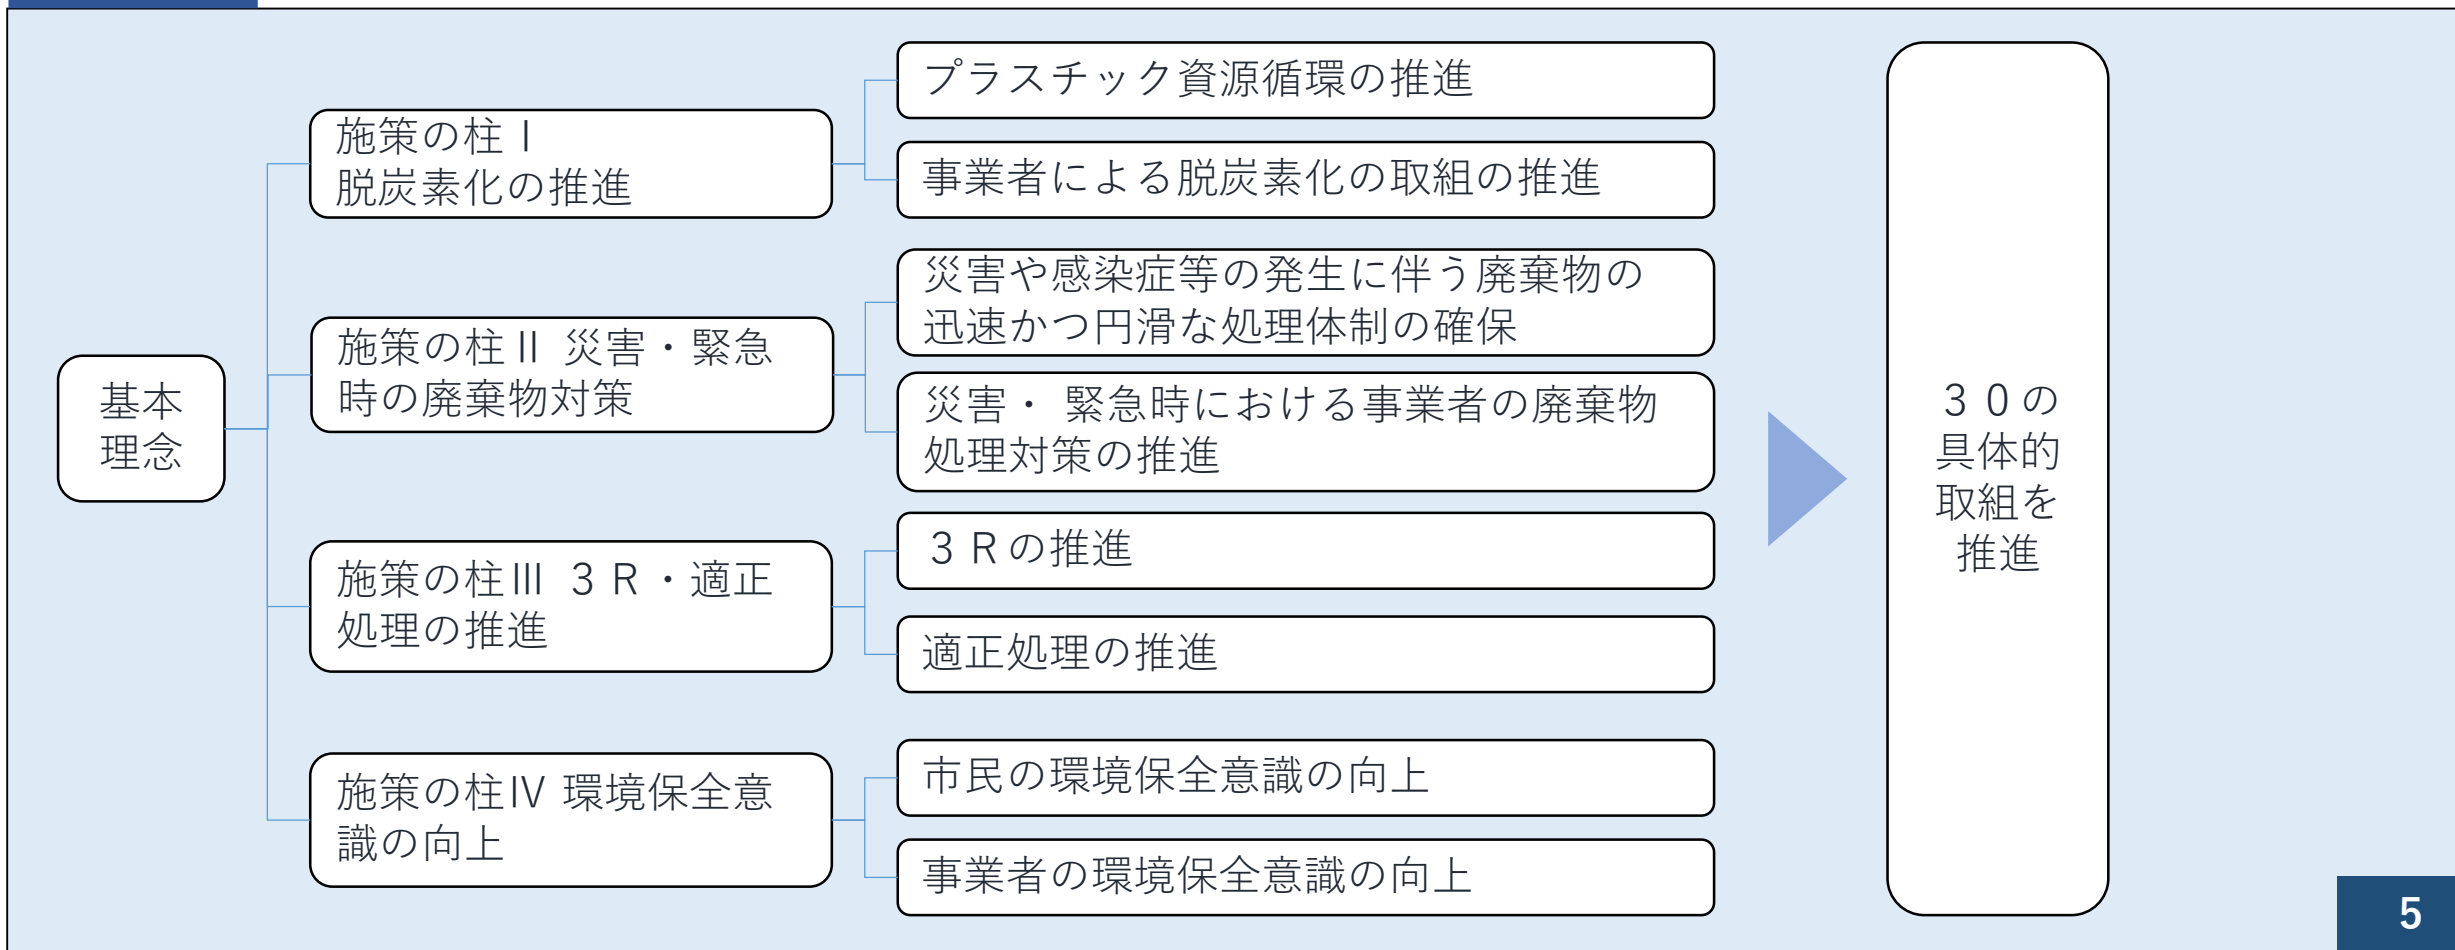 基本
理念
施策の柱Ⅰ
脱炭素化の推進
プラスチック資源循環の推進
事業者による脱炭素化の取組の推進
施策の柱Ⅱ 災害・緊急
時の廃棄物対策
災害や感染症等の発生に伴う廃棄物の
迅速かつ円滑な処理体制の確保
災害・ 緊急時における事業者の廃棄物
処理対策の推進
施策の柱Ⅲ ３Ｒ・適正
処理の推進
３Ｒの推進
適正処理の推進
施策の柱Ⅳ 環境保全意
識の向上
市民の環境保全意識の向上
事業者の環境保全意識の向上
３０の
具体的
取組を
推進
5